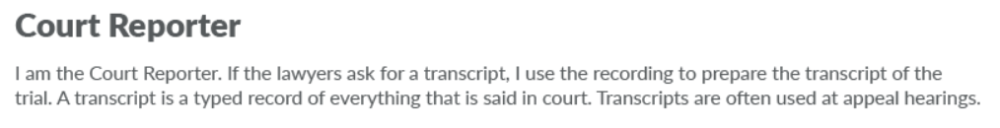 Court Reporter
I am the Court Reporter. If the lawyers ask for a transcript, I use the recording to prepare the transcript of the
trial. A transcript is a typed record of everything that is said in court. Transcripts are often used at appeal hearings.